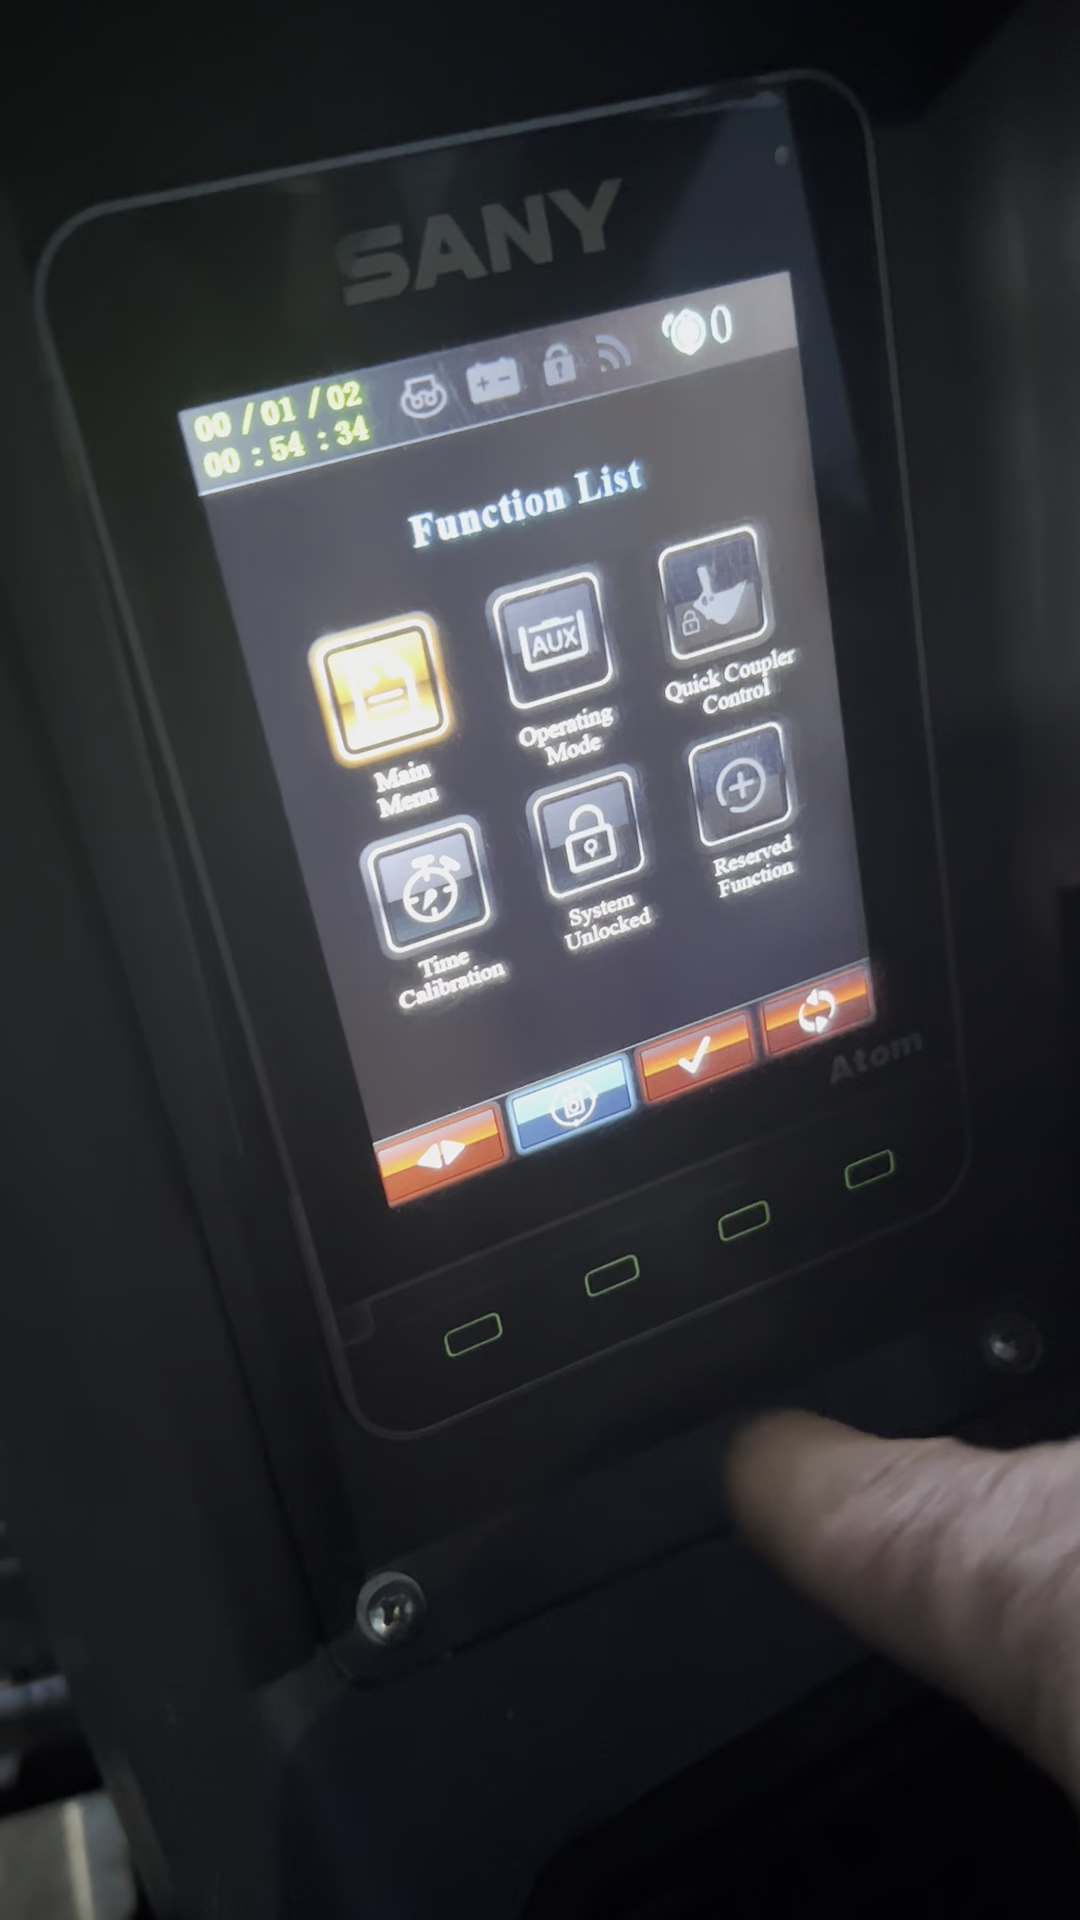 SANY
00 / 01 / 02
00 : 54 : 34
0
Function List
Main
Menu
AUX
Operating
Mode
Quick Coupler
Control
Time
Calibration
System
Unlocked
Reserved
Function
Atom